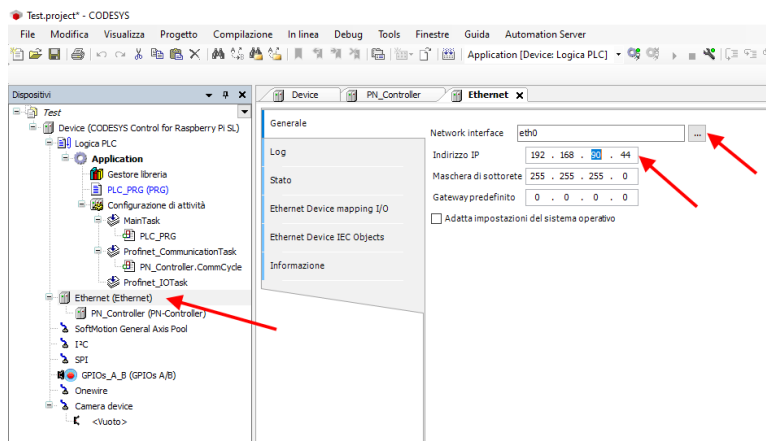 Test.project* - CODESYS
File Modifica Visualizza Progetto Compilazione In linea Debug Tools Finestre Guida Automation Server
Application [Device: Logica PLC]
Dispositivi
Device PN_Controller Ethernet
Test
Device (CODESYS Control for Raspberry Pi SL)
Logica PLC
Application
Gestore libreria
PLC_PRG (PRG)
Configurazione di attività
MainTask
PLC_PRG
Profinet_CommunicationTask
PN_Controller.CommCycle
Profinet_IOTask
Ethernet (Ethernet)
PN_Controller (PN-Controller)
SoftMotion General Axis Pool
I²C
SPI
GPIOs_A_B (GPIOs A/B)
Onewire
Camera device
<Vuoto>
Generale
Log
Stato
Ethernet Device mapping I/O
Ethernet Device IEC Objects
Informazione
Network interface eth0 ...
Indirizzo IP 192 . 168 . 90 . 44
Maschera di sottorete 255 . 255 . 255 . 0
Gateway predefinito 0 . 0 . 0 . 0
Adatta impostazioni del sistema operativo